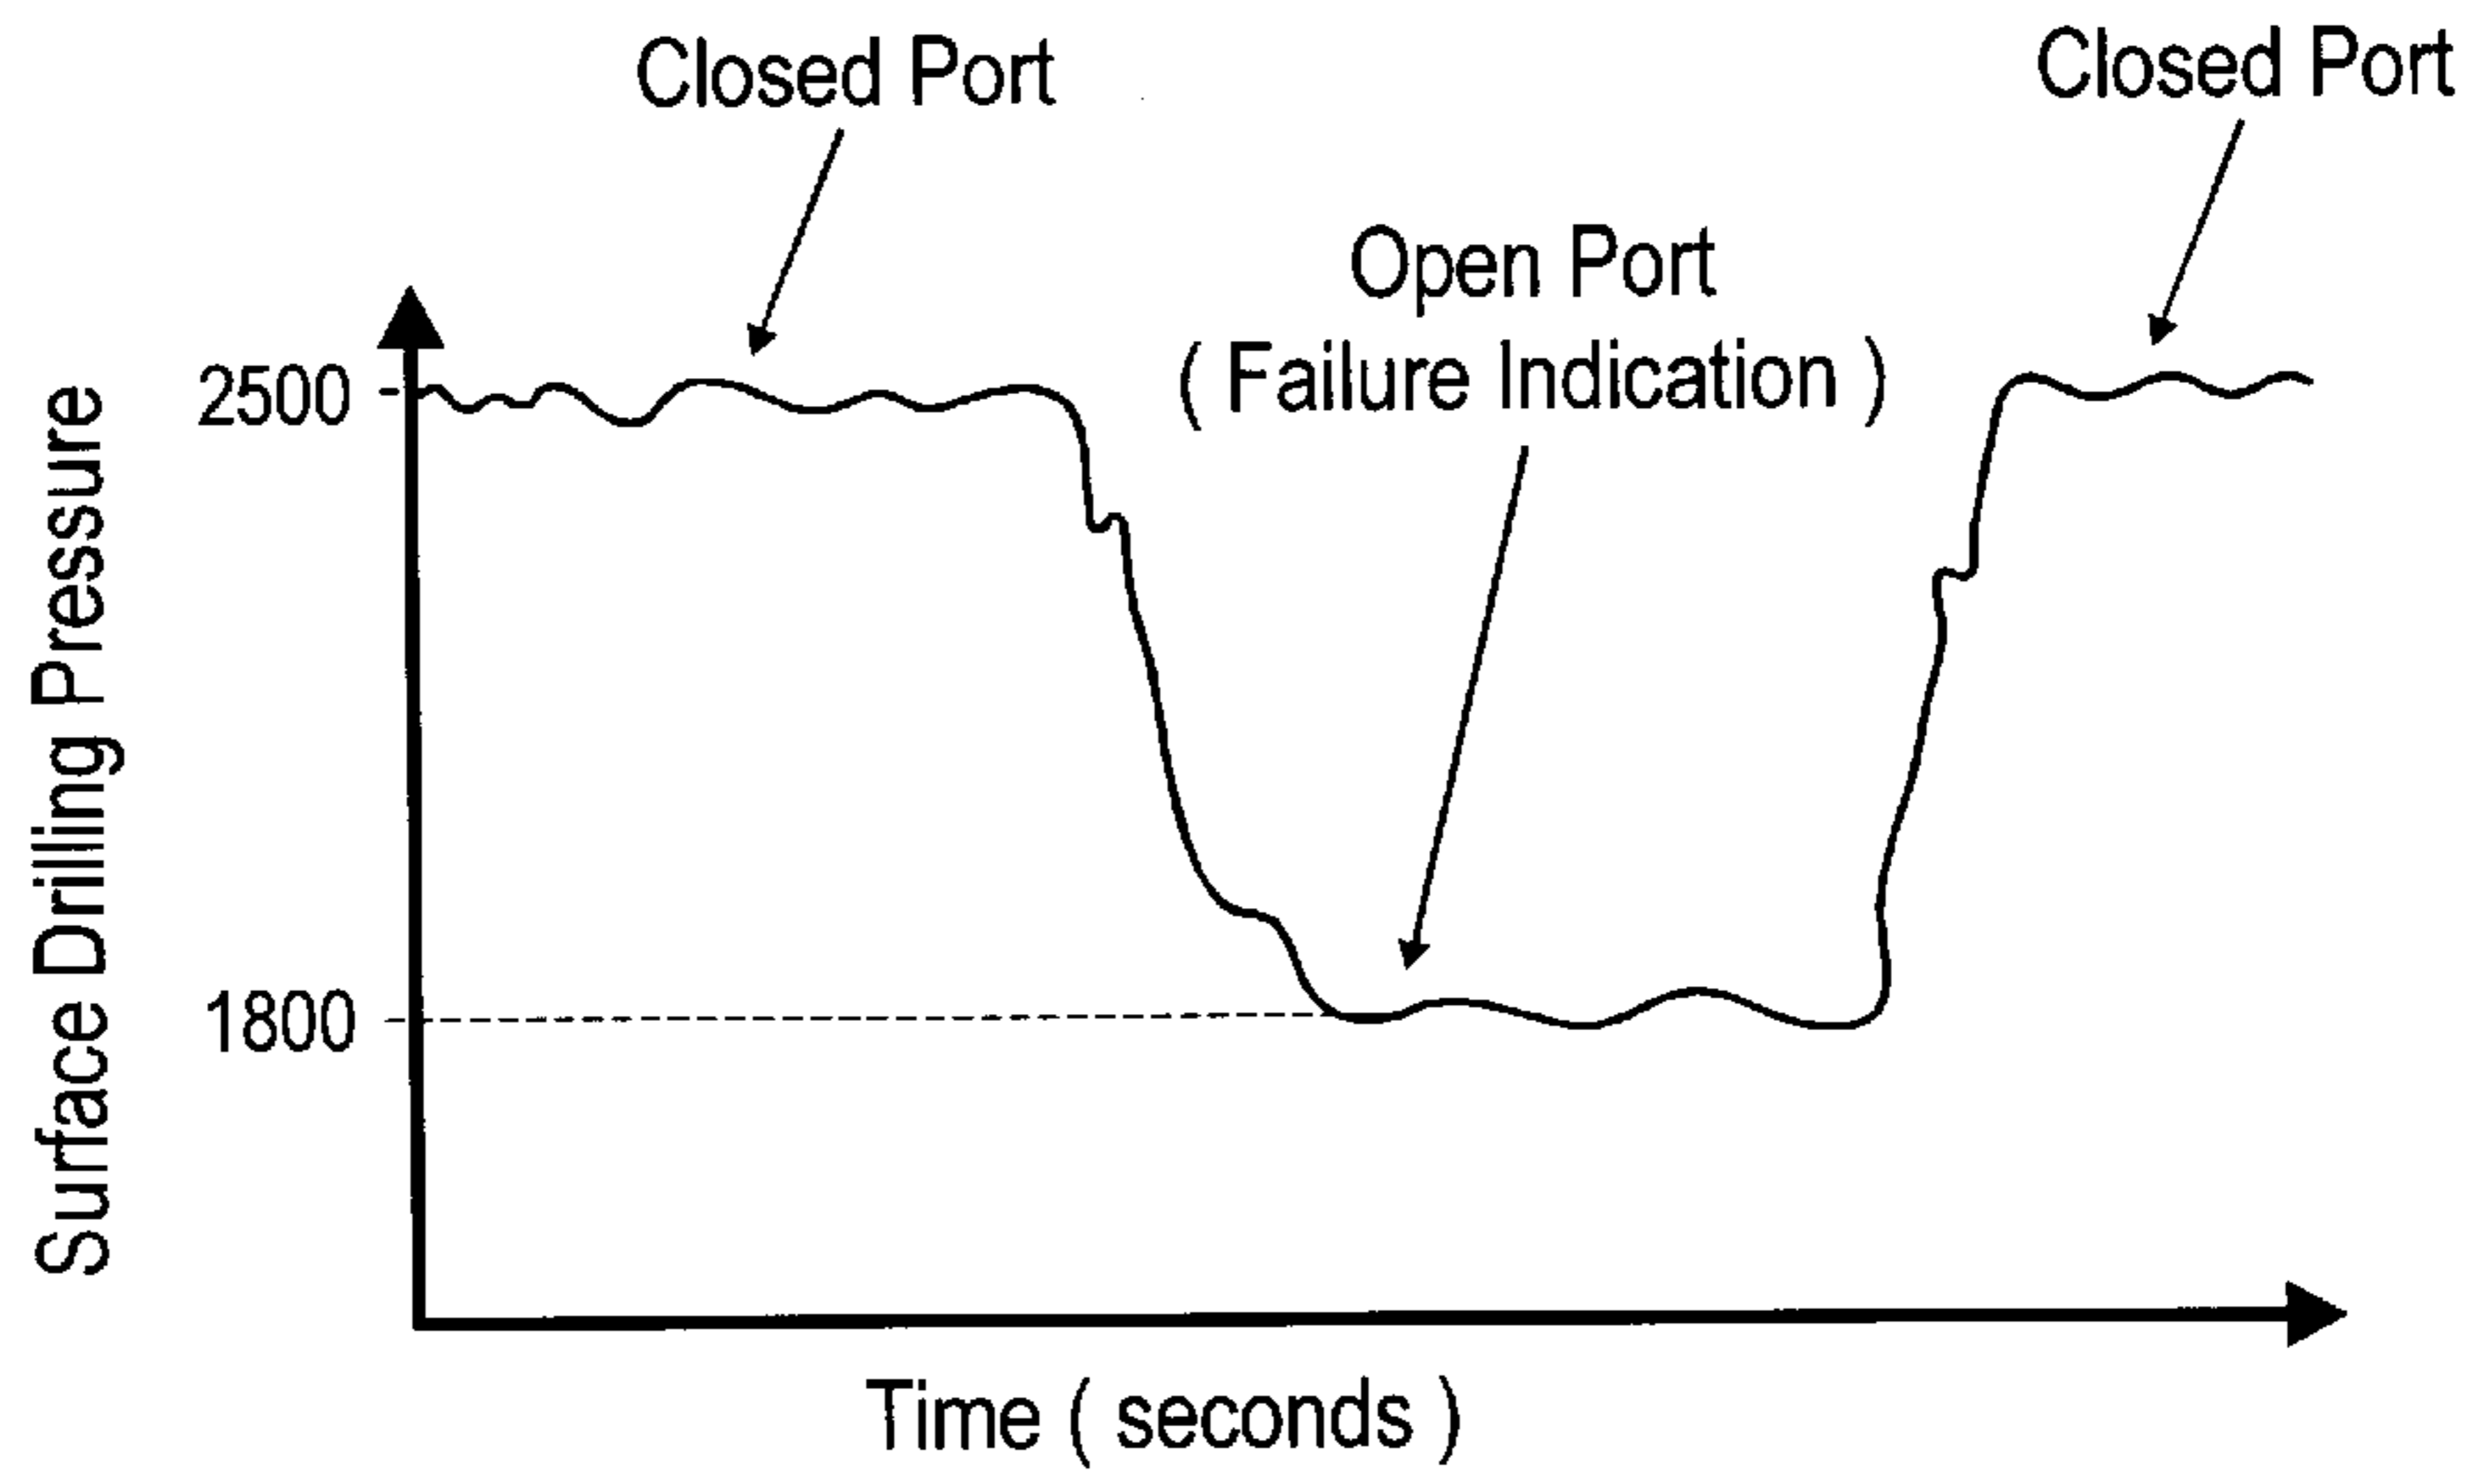 Closed Port
Closed Port
Open Port
( Failure Indication )
2500
1800
Surface Drilling Pressure
Time ( seconds )